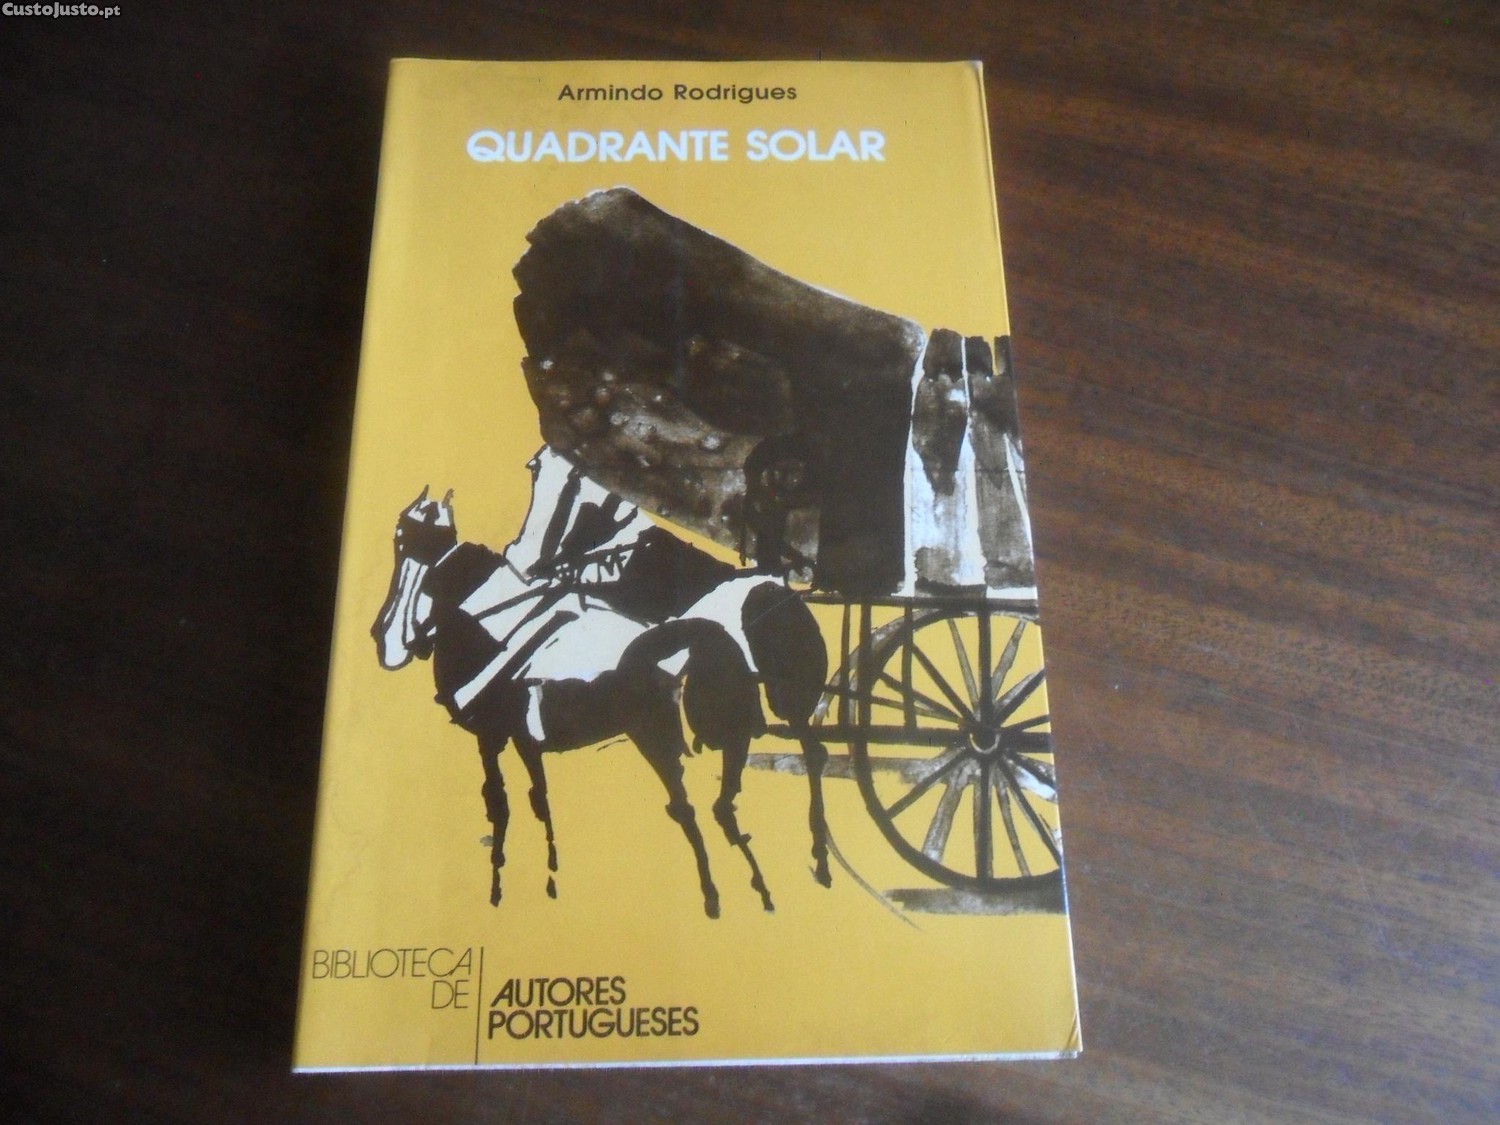 CustoJusto.pt
Armindo Rodrigues
QUADRANTE SOLAR
BIBLIOTECA
DE
AUTORES
PORTUGUESES